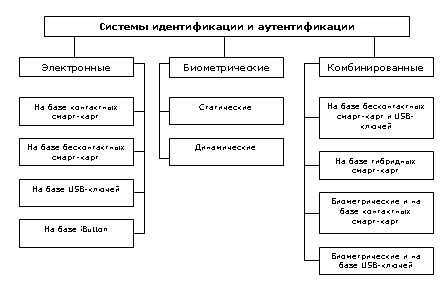 Системы идентификации и аутентификации
Электронные
На базе контактных
смарт-карт
На базе бесконтактных
смарт-карт
На базе USB-ключей
На базе iButton
Биометрические
Статические
Динамические
Комбинированные
На базе бесконтактных
смарт-карт и USB-
ключей
На базе гибридных
смарт-карт
Биометрические и на
базе контактных
смарт-карт
Биометрические и на
базе USB-ключей